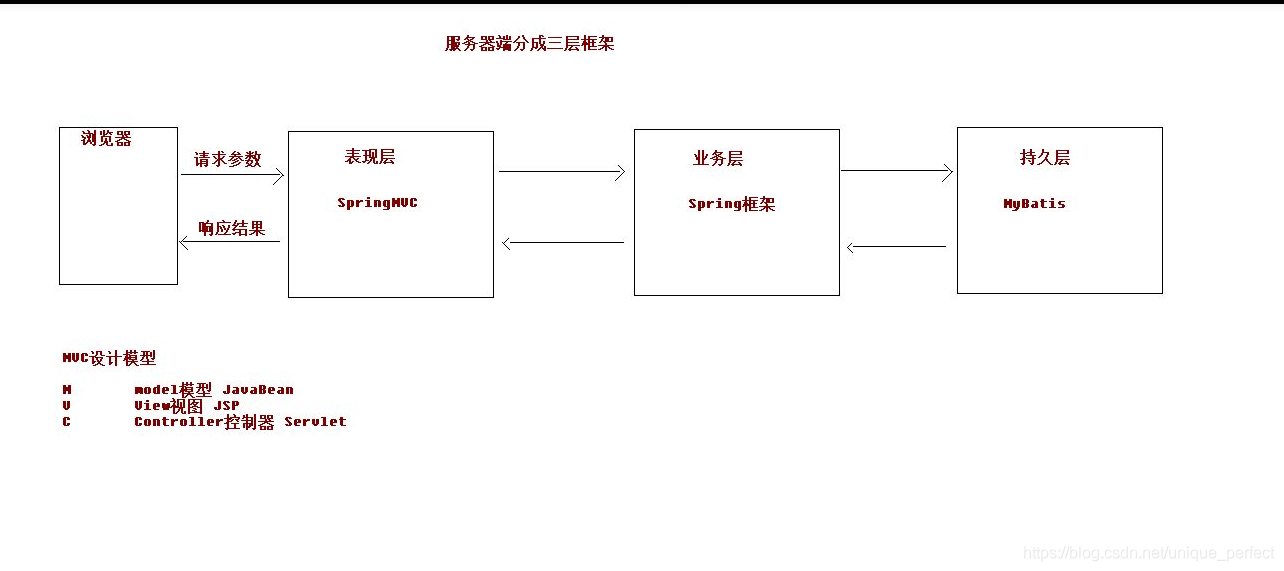 服务器端分成三层框架
浏览器
请求参数
响应结果
表现层
SpringMVC
业务层
Spring框架
持久层
MyBatis
MVC设计模型
M model模型 JavaBean
V View视图 JSP
C Controller控制器 Servlet
https://blog.csdn.net/unique_perfect